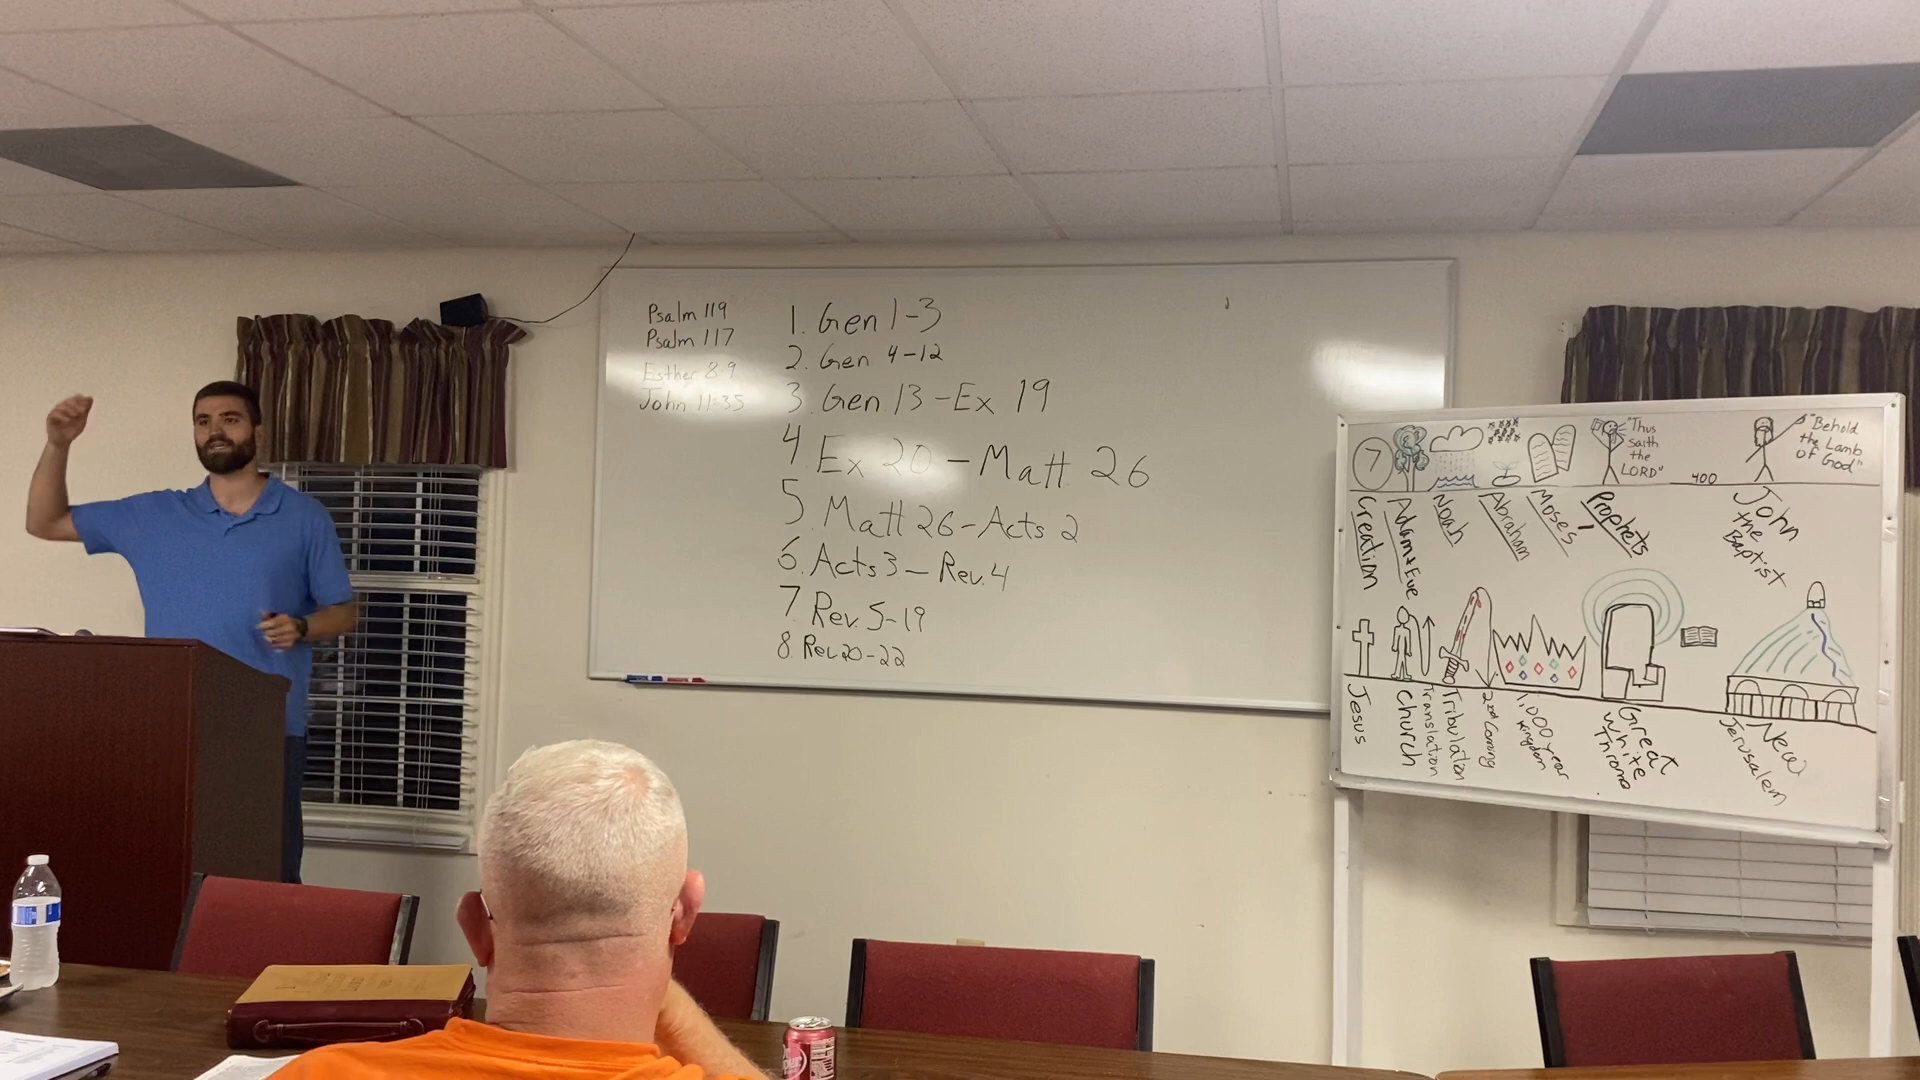 Psalm 119
Psalm 117
Esther 8:9
John 11:35
1. Gen 1-3
2. Gen 4-12
3. Gen 13-Ex 19
4. Ex 20-Matt 26
5. Matt 26-Acts 2
6. Acts 3-Rev. 4
7. Rev. 5-19
8. Rev 20-22
7
"Thus
saith
the
LORD"
400
"Behold
the Lamb
of God"
Creation
Adam+Eve
Noah
Abraham
Moses
Prophets
John
the
Baptist
Jesus
Church
Translation
Tribulation
2nd Coming
1,000 year
Kingdom
Great
White
Throne
New
Jerusalem